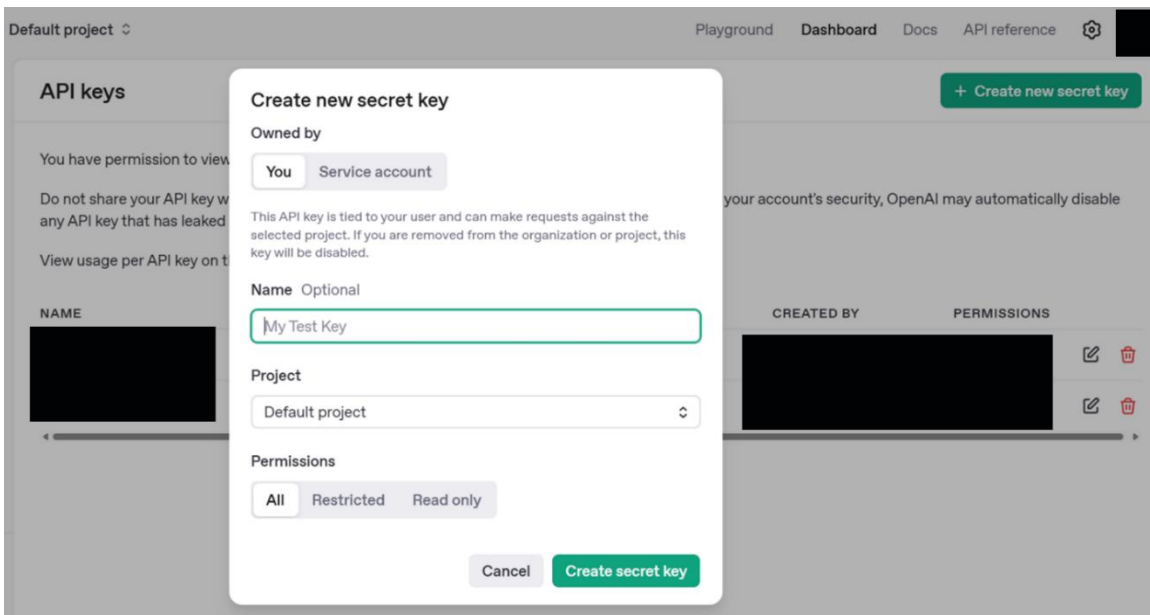 Default project
Playground Dashboard Docs API reference
API keys
+ Create new secret key
You have permission to view
Do not share your API key w
your account's security, OpenAI may automatically disable
any API key that has leaked
View usage per API key on t
NAME
CREATED BY PERMISSIONS
Create new secret key
Owned by
You Service account
This API key is tied to your user and can make requests against the
selected project. If you are removed from the organization or project, this
key will be disabled.
Name Optional
My Test Key
Project
Default project
Permissions
All Restricted Read only
Cancel Create secret key